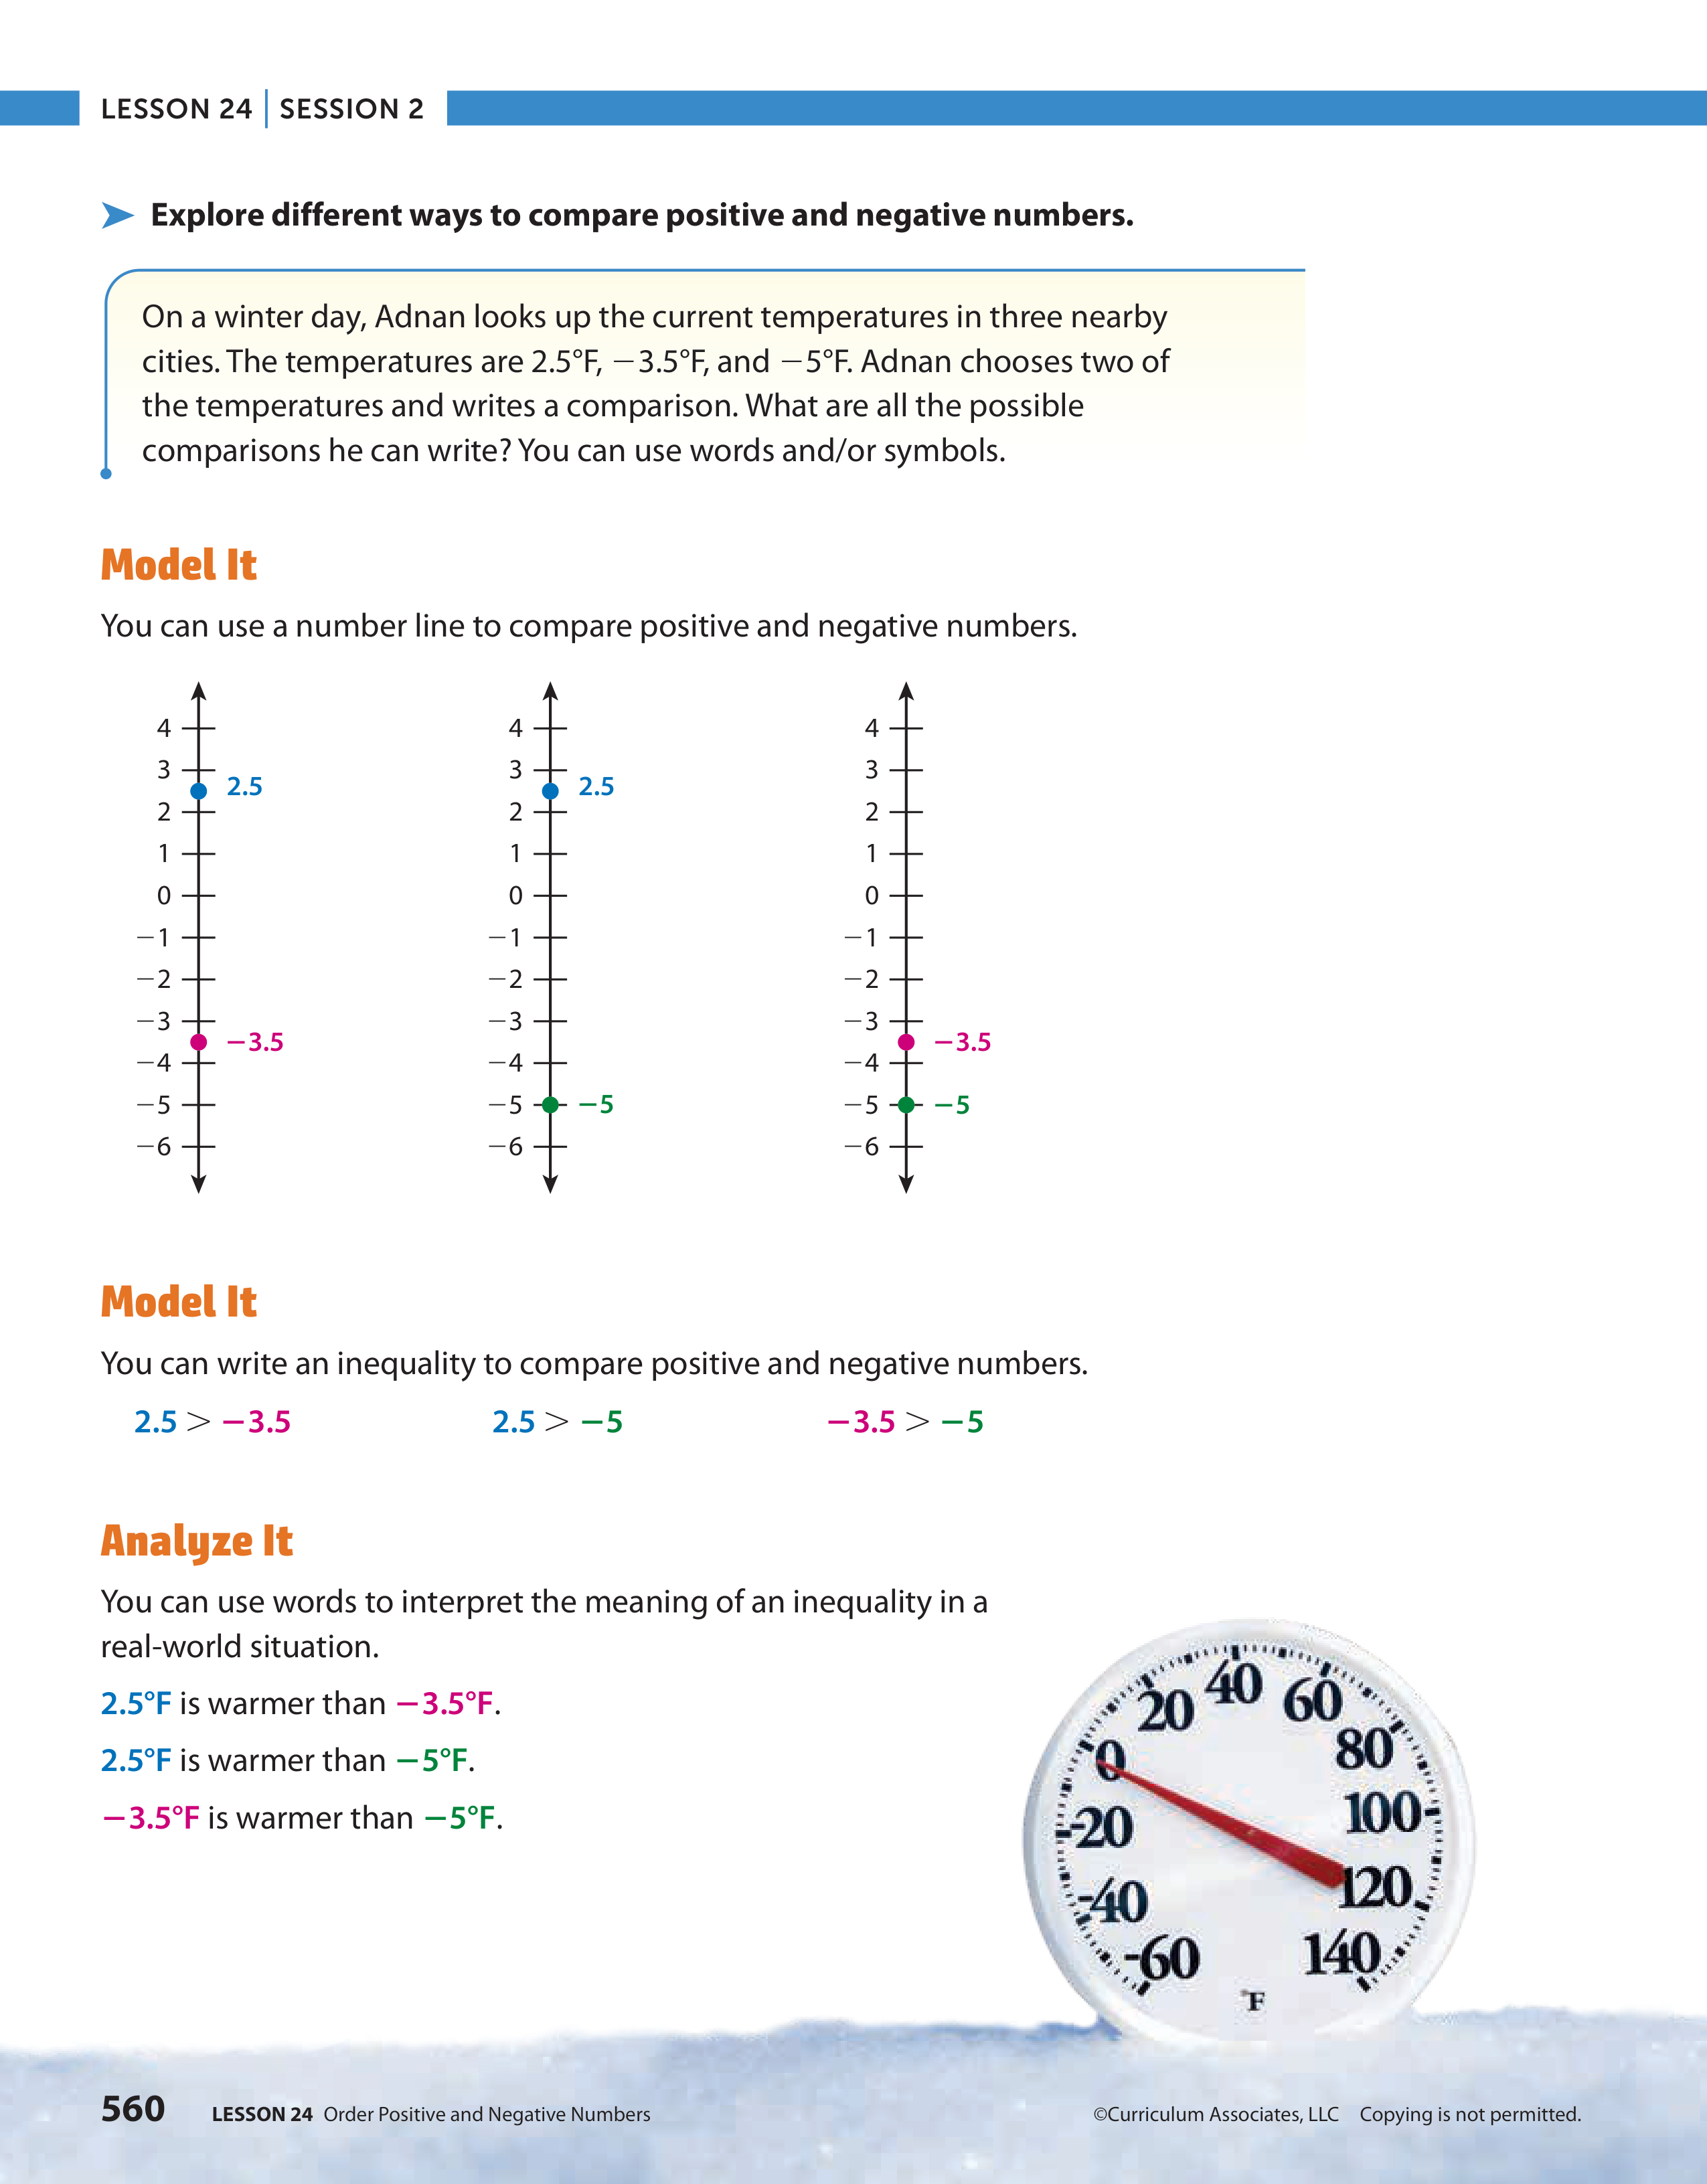 LESSON 24 | SESSION 2
Explore different ways to compare positive and negative numbers.
On a winter day, Adnan looks up the current temperatures in three nearby
cities. The temperatures are 2.5°F, −3.5°F, and −5°F. Adnan chooses two of
the temperatures and writes a comparison. What are all the possible
comparisons he can write? You can use words and/or symbols.
Model It
You can use a number line to compare positive and negative numbers.
4
3
2.5
2
1
0
−1
−2
−3
−3.5
−4
−5
−6
4
3
2.5
2
1
0
−1
−2
−3
−4
−5 −5
−6
4
3
2
1
0
−1
−2
−3
−3.5
−4
−5 −5
−6
Model It
You can write an inequality to compare positive and negative numbers.
2.5 > −3.5 2.5 > −5 −3.5 > −5
Analyze It
You can use words to interpret the meaning of an inequality in a
real-world situation.
2.5°F is warmer than −3.5°F.
2.5°F is warmer than −5°F.
−3.5°F is warmer than −5°F.
-60
-40
-20
0
20
40
60
80
100
120
140
°F
560 LESSON 24 Order Positive and Negative Numbers ©Curriculum Associates, LLC Copying is not permitted.